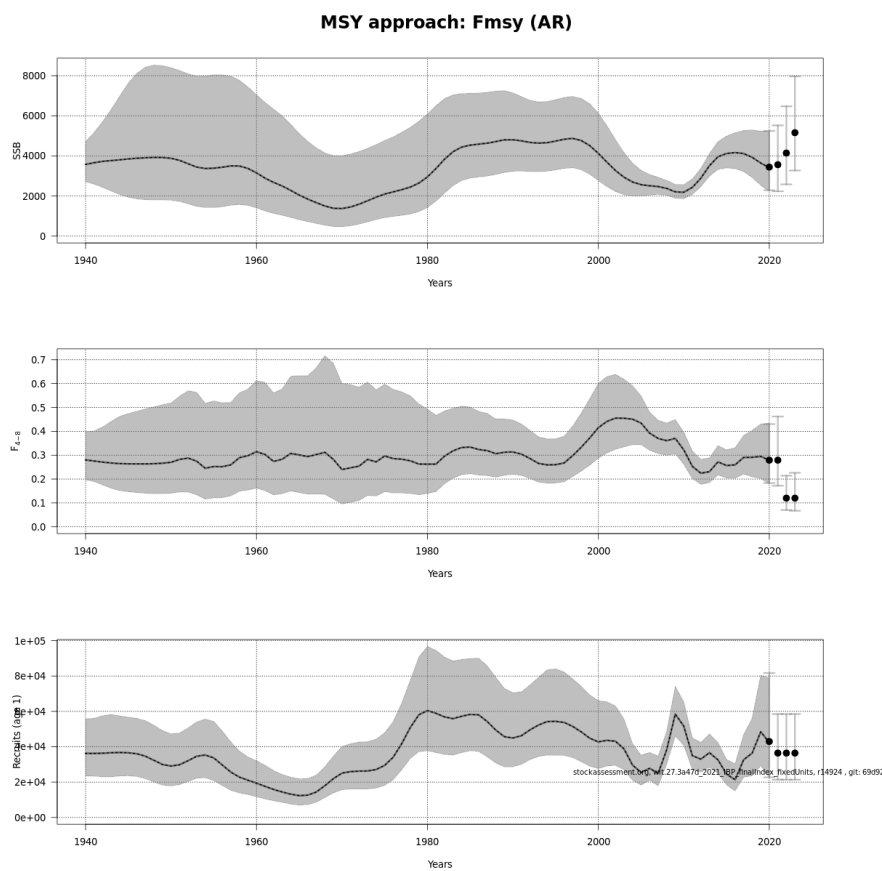 MSY approach: Fmsy (AR)
SSB
8000
6000
4000
2000
0
1940 1960 1980 2000 2020
Years
F4−8
0.7
0.6
0.5
0.4
0.3
0.2
0.1
0.0
1940 1960 1980 2000 2020
Years
Recruits (age 1)
1e+05
8e+04
6e+04
4e+04
2e+04
0e+00
stockassessment.org, wit.27.3a47d_2021_IBP_finalIndex_fixedUnits, r14924 , git: 69d92
1940 1960 1980 2000 2020
Years